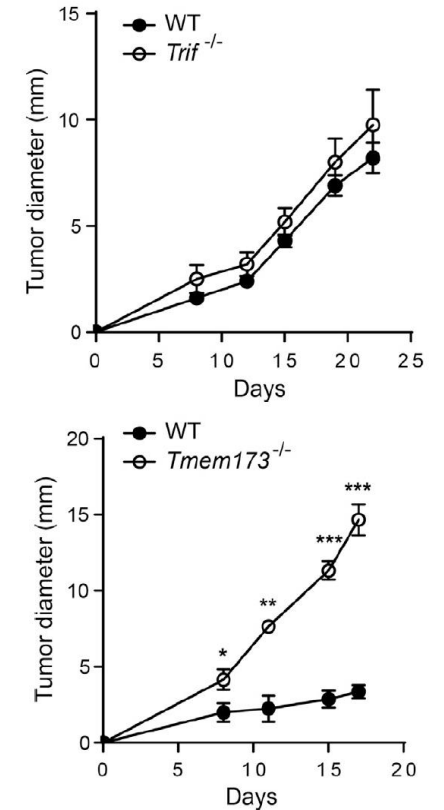 15
WT
Trif -/-
10
Tumor diameter (mm)
5
0
0 5 10 15 20 25
Days
20
WT
Tmem173-/-
***
15
***
Tumor diameter (mm)
10
**
5
*
0
0 5 10 15 20
Days